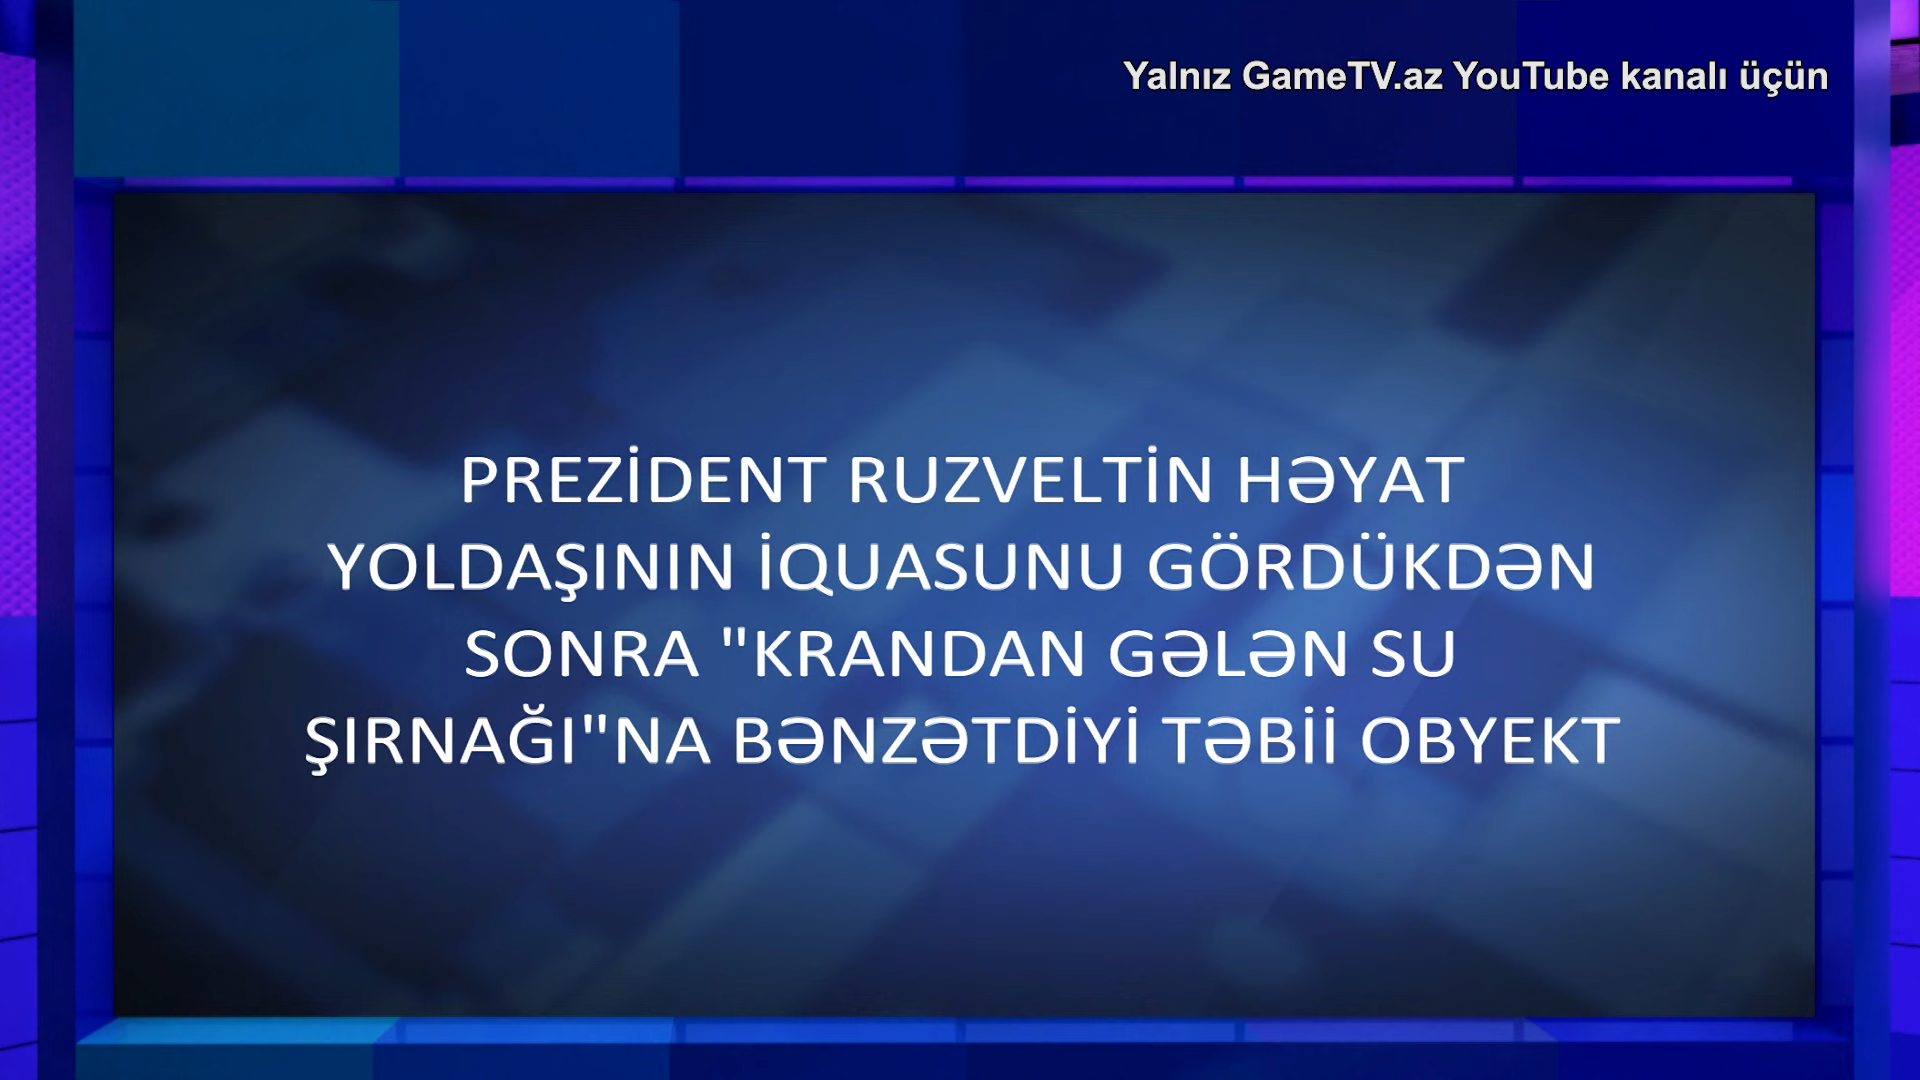 Yalnız GameTV.az YouTube kanalı üçün
PREZİDENT RUZVELTİN HƏYAT
YOLDAŞININ İQUASUNU GÖRDÜKDƏN
SONRA "KRANDAN GƏLƏN SU
ŞIRNAĞI"NA BƏNZƏTDİYİ TƏBİİ OBYEKT